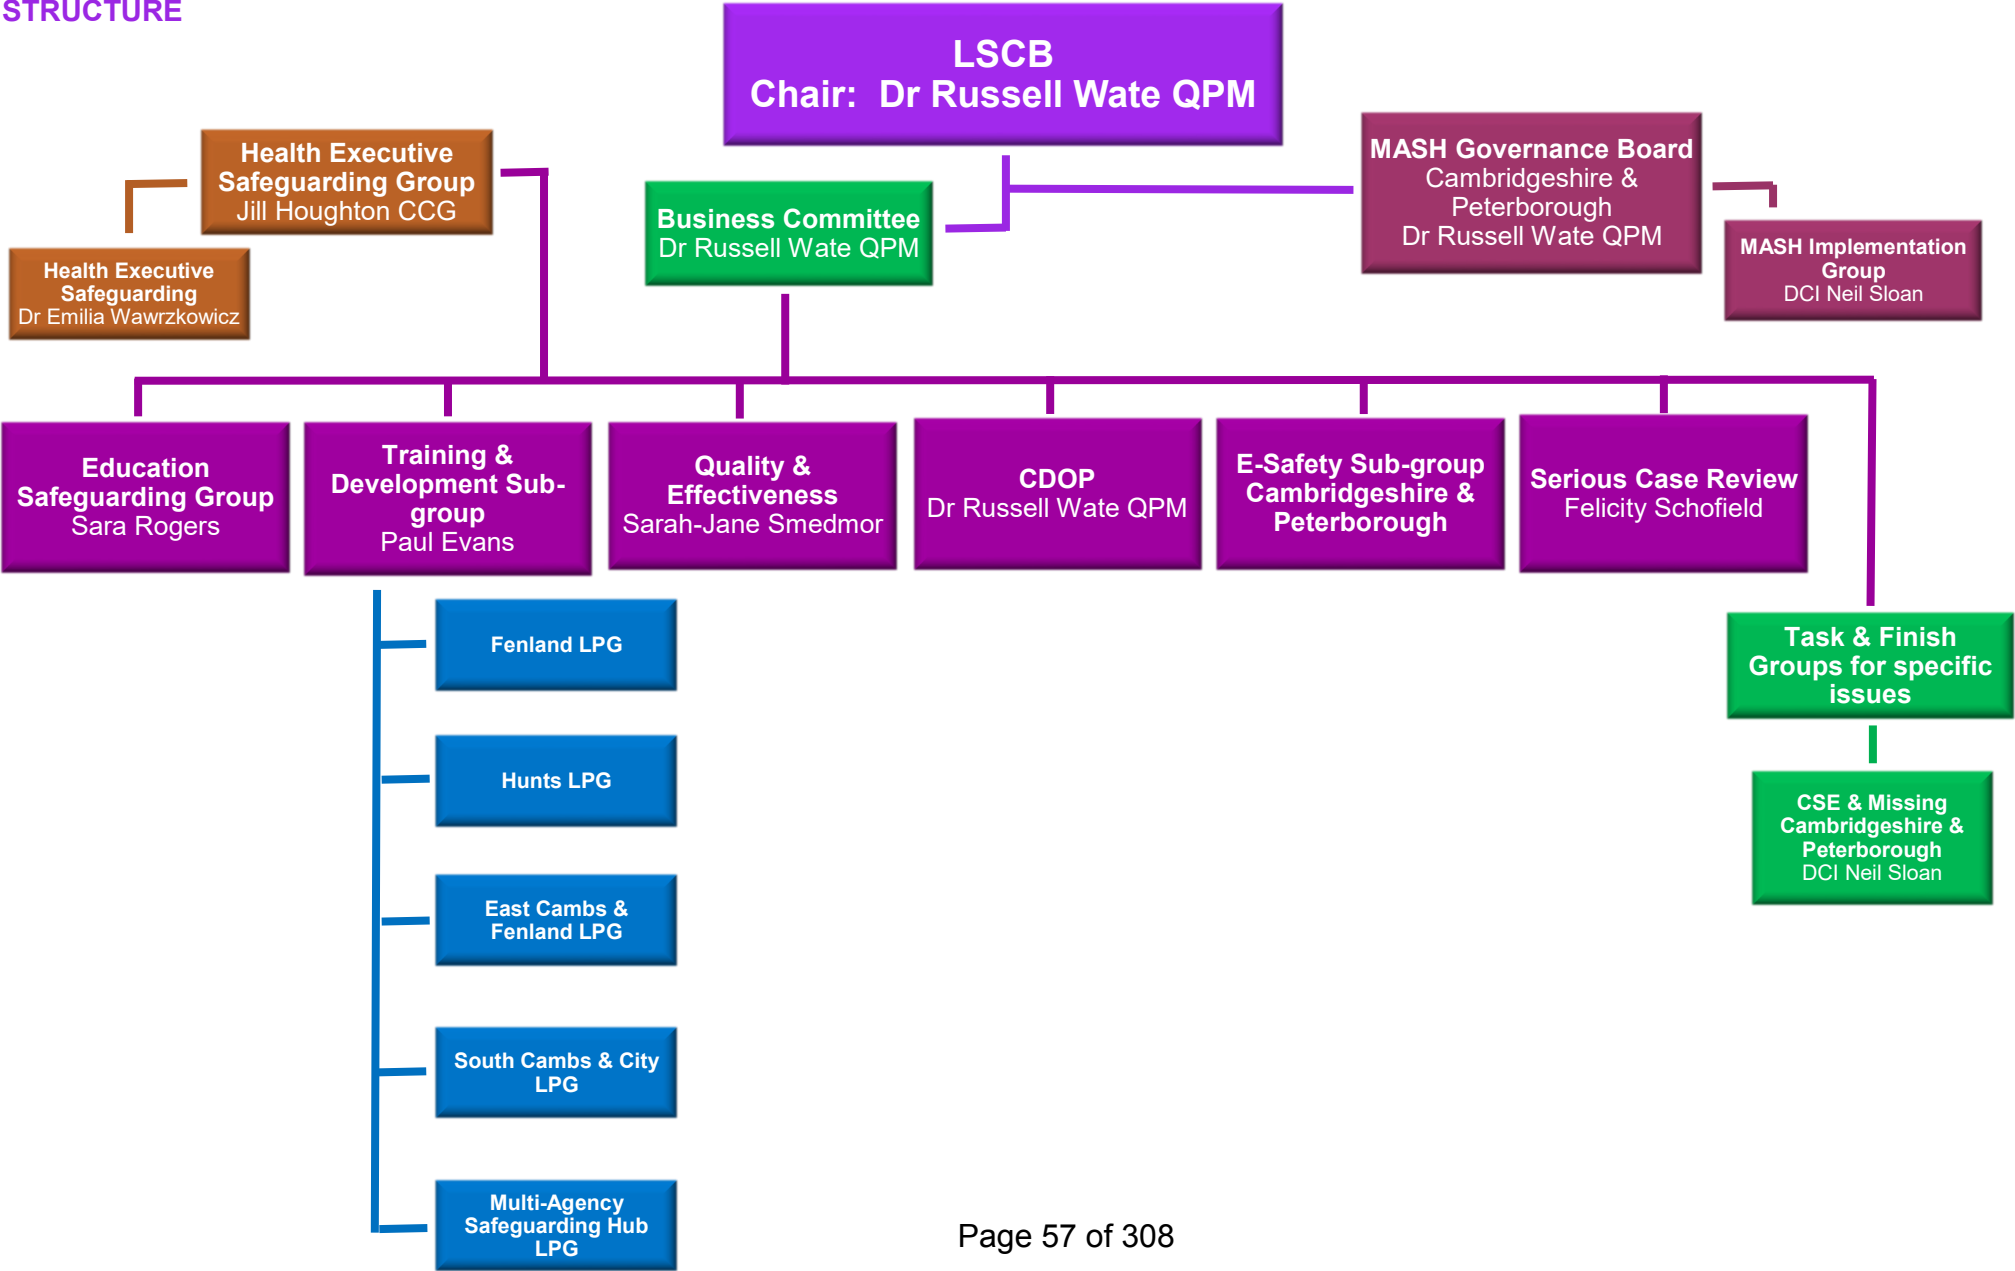 STRUCTURE
LSCB
Chair:  Dr Russell Wate QPM
Health Executive
Safeguarding Group
Jill Houghton CCG
MASH Governance Board
Cambridgeshire &
Peterborough
Dr Russell Wate QPM
Business Committee
Dr Russell Wate QPM
Health Executive
Safeguarding
Dr Emilia Wawrzkowicz
MASH Implementation
Group
DCI Neil Sloan
Education
Safeguarding Group
Sara Rogers
Training &
Development Sub-
group
Paul Evans
Quality &
Effectiveness
Sarah-Jane Smedmor
CDOP
Dr Russell Wate QPM
E-Safety Sub-group
Cambridgeshire &
Peterborough
Serious Case Review
Felicity Schofield
Fenland LPG
Task & Finish
Groups for specific
issues
Hunts LPG
CSE & Missing
Cambridgeshire &
Peterborough
DCI Neil Sloan
East Cambs &
Fenland LPG
South Cambs & City
LPG
Multi-Agency
Safeguarding Hub
LPG
Page 57 of 308